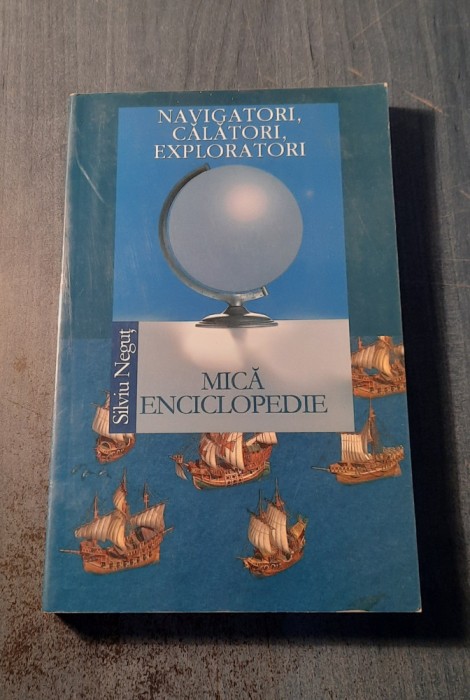 NAVIGATORI,
CĂLĂTORI,
EXPLORATORI
Silviu Neguț
MICĂ
ENCICLOPEDIE